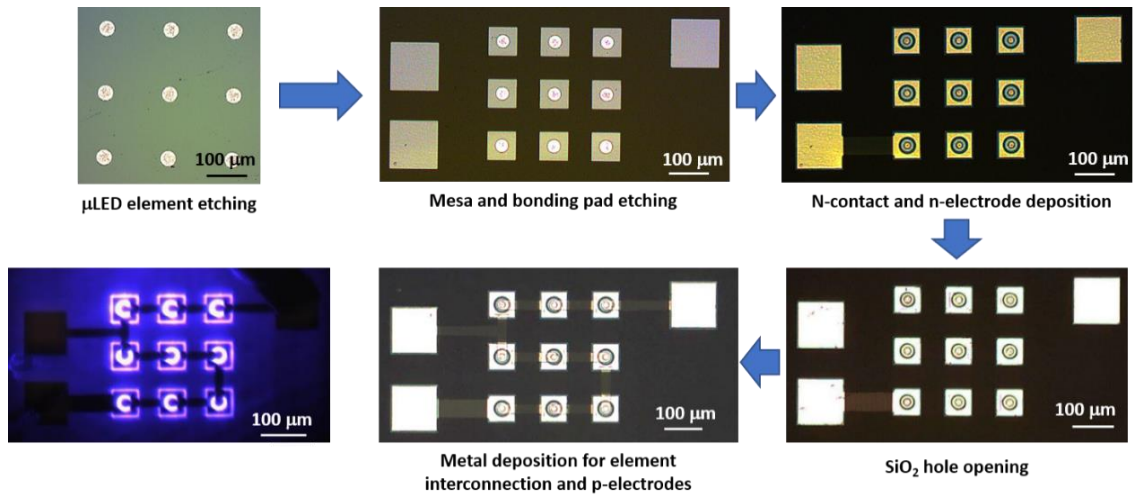 100 μm
100 μm
100 μm
μLED element etching
Mesa and bonding pad etching
N-contact and n-electrode deposition
100 μm
100 μm
100 μm
Metal deposition for element
interconnection and p-electrodes
SiO₂ hole opening